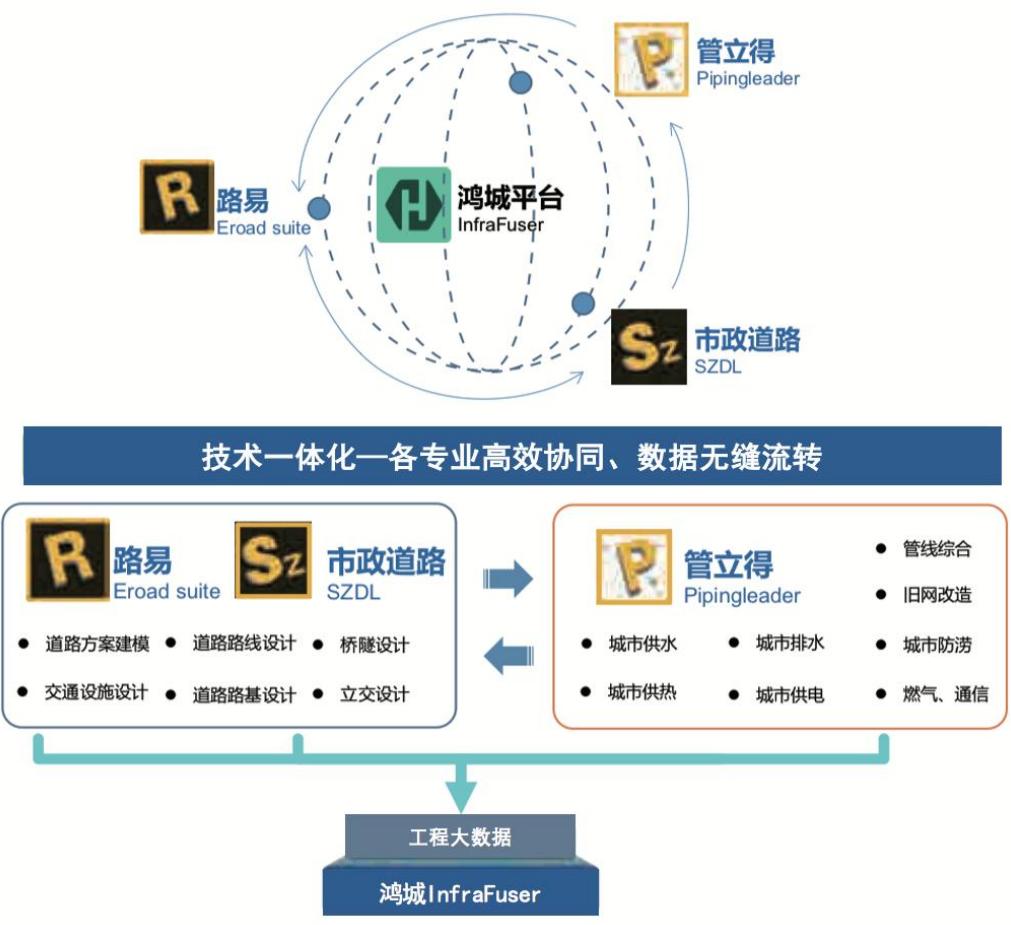 P
管立得
Pipingleader
R
路易
Eroad suite
鸿城平台
InfraFuser
Sz
市政道路
SZDL
技术一体化—各专业高效协同、数据无缝流转
R
路易
Eroad suite
Sz
市政道路
SZDL
● 道路方案建模 ● 道路路线设计 ● 桥隧设计
● 交通设施设计 ● 道路路基设计 ● 立交设计
P
管立得
Pipingleader
● 管线综合
● 旧网改造
● 城市供水 ● 城市排水 ● 城市防涝
● 城市供热 ● 城市供电 ● 燃气、通信
工程大数据
鸿城InfraFuser